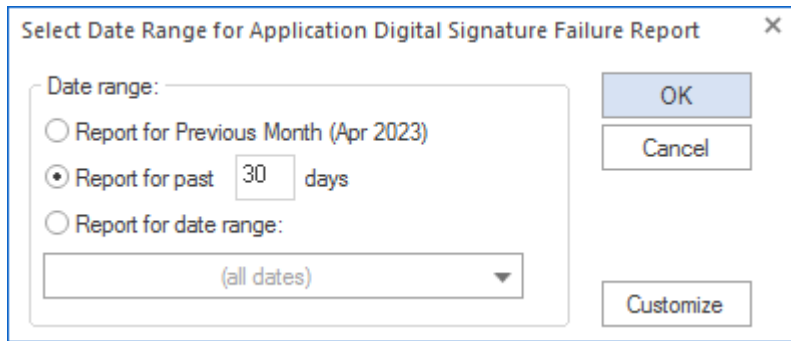 Select Date Range for Application Digital Signature Failure Report
Date range:
Report for Previous Month (Apr 2023)
Report for past 30 days
Report for date range:
(all dates)
OK
Cancel
Customize